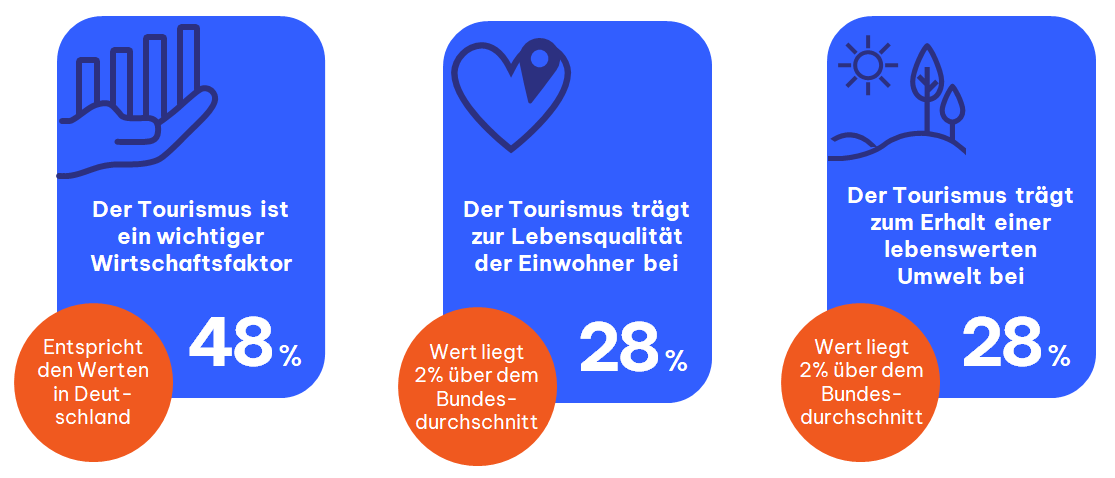 Der Tourismus ist
ein wichtiger
Wirtschaftsfaktor
48 %
Entspricht
den Werten
in Deut-
schland
Der Tourismus trägt
zur Lebensqualität
der Einwohner bei
28 %
Wert liegt
2% über dem
Bundes-
durchschnitt
Der Tourismus trägt
zum Erhalt einer
lebenswerten
Umwelt bei
28 %
Wert liegt
2% über dem
Bundes-
durchschnitt